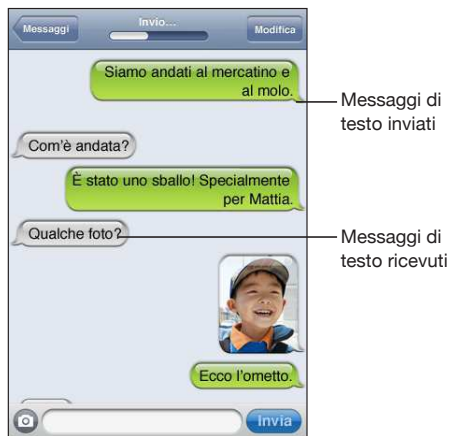 Messaggi
Invio...
Modifica
Siamo andati al mercatino e
al molo.
Messaggi di
testo inviati
Com'è andata?
È stato uno sballo! Specialmente
per Mattia.
Qualche foto?
Messaggi di
testo ricevuti
Ecco l'ometto.
Invia